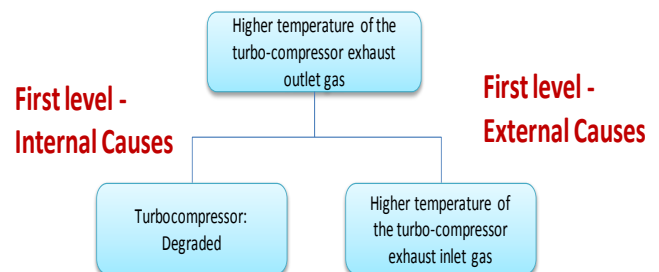 Higher temperature of the
turbo-compressor exhaust
outlet gas
First level -
Internal Causes
First level -
External Causes
Turbocompressor:
Degraded
Higher temperature of
the turbo-compressor
exhaust inlet gas